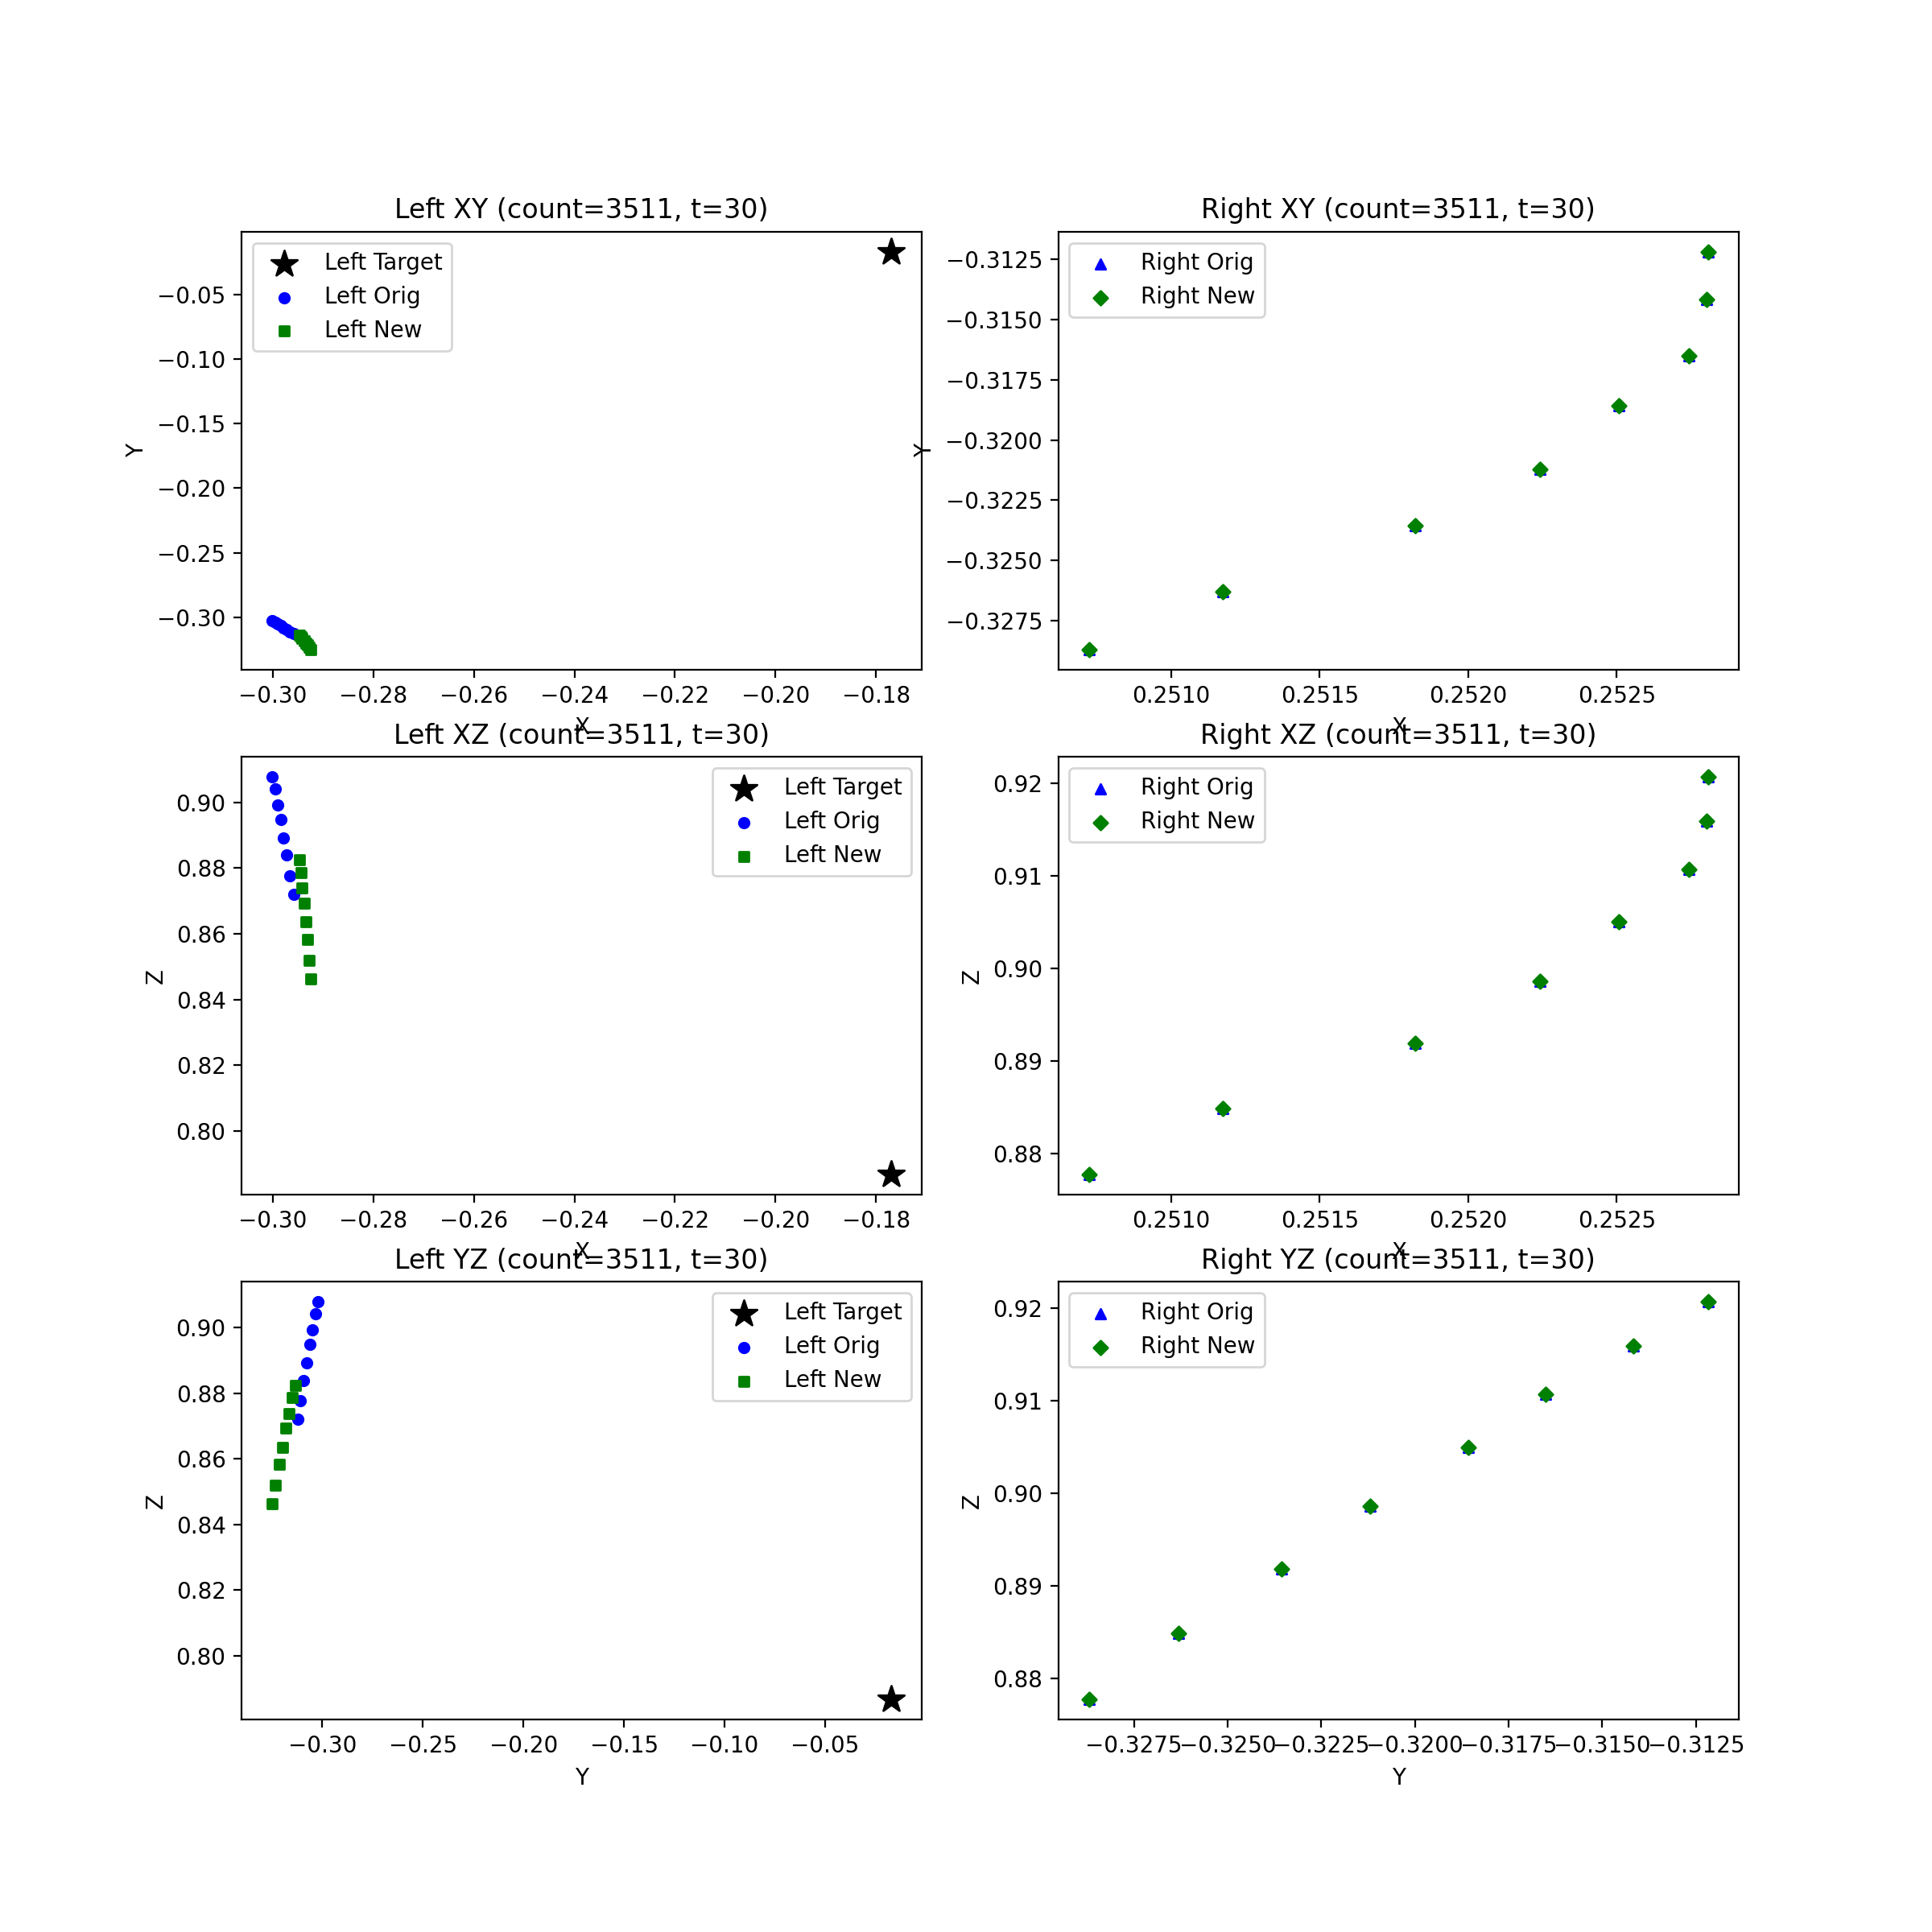 Left XY (count=3511, t=30)
Left Target
Left Orig
Left New
−0.05
−0.10
−0.15
−0.20
−0.25
−0.30
Y
−0.30 −0.28 −0.26 −0.24 −0.22 −0.20 −0.18
X
Right XY (count=3511, t=30)
Right Orig
Right New
−0.3125
−0.3150
−0.3175
−0.3200
−0.3225
−0.3250
−0.3275
Y
0.2510 0.2515 0.2520 0.2525
X
Left XZ (count=3511, t=30)
Left Target
Left Orig
Left New
0.90
0.88
0.86
0.84
0.82
0.80
Z
−0.30 −0.28 −0.26 −0.24 −0.22 −0.20 −0.18
X
Right XZ (count=3511, t=30)
Right Orig
Right New
0.92
0.91
0.90
0.89
0.88
Z
0.2510 0.2515 0.2520 0.2525
X
Left YZ (count=3511, t=30)
Left Target
Left Orig
Left New
0.90
0.88
0.86
0.84
0.82
0.80
Z
−0.30 −0.25 −0.20 −0.15 −0.10 −0.05
Y
Right YZ (count=3511, t=30)
Right Orig
Right New
0.92
0.91
0.90
0.89
0.88
Z
−0.3275 −0.3250 −0.3225 −0.3200 −0.3175 −0.3150 −0.3125
Y